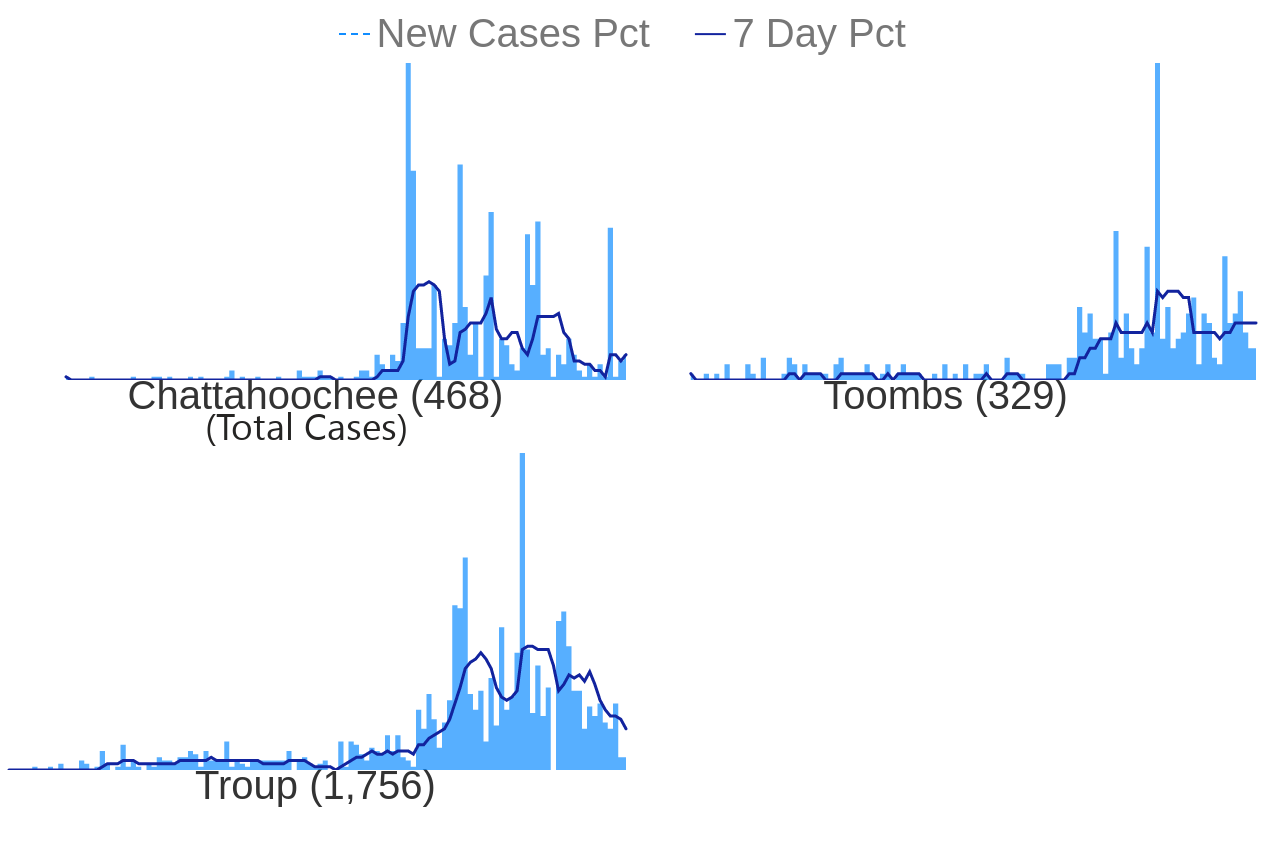 New Cases Pct 7 Day Pct
Chattahoochee (468)
(Total Cases)
Toombs (329)
Troup (1,756)